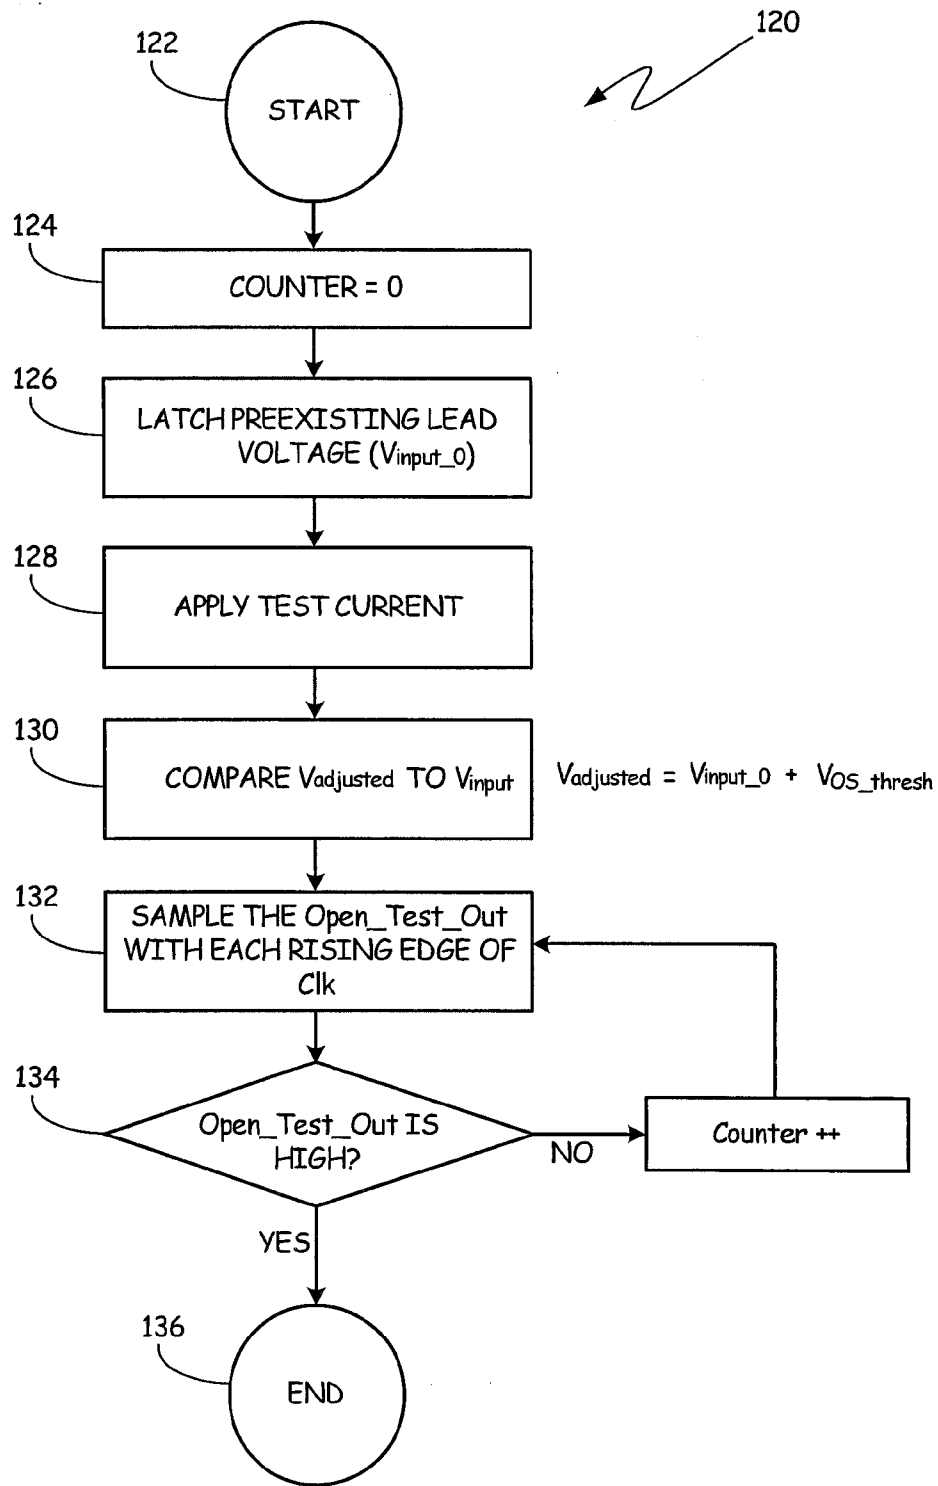 120
122
START
124
COUNTER = 0
126
LATCH PREEXISTING LEAD
VOLTAGE (Vinput_0)
128
APPLY TEST CURRENT
130
COMPARE Vadjusted TO Vinput
Vadjusted = Vinput_0 + VOS_thresh
132
SAMPLE THE Open_Test_Out
WITH EACH RISING EDGE OF
Clk
134
Open_Test_Out IS
HIGH?
NO
Counter ++
YES
136
END